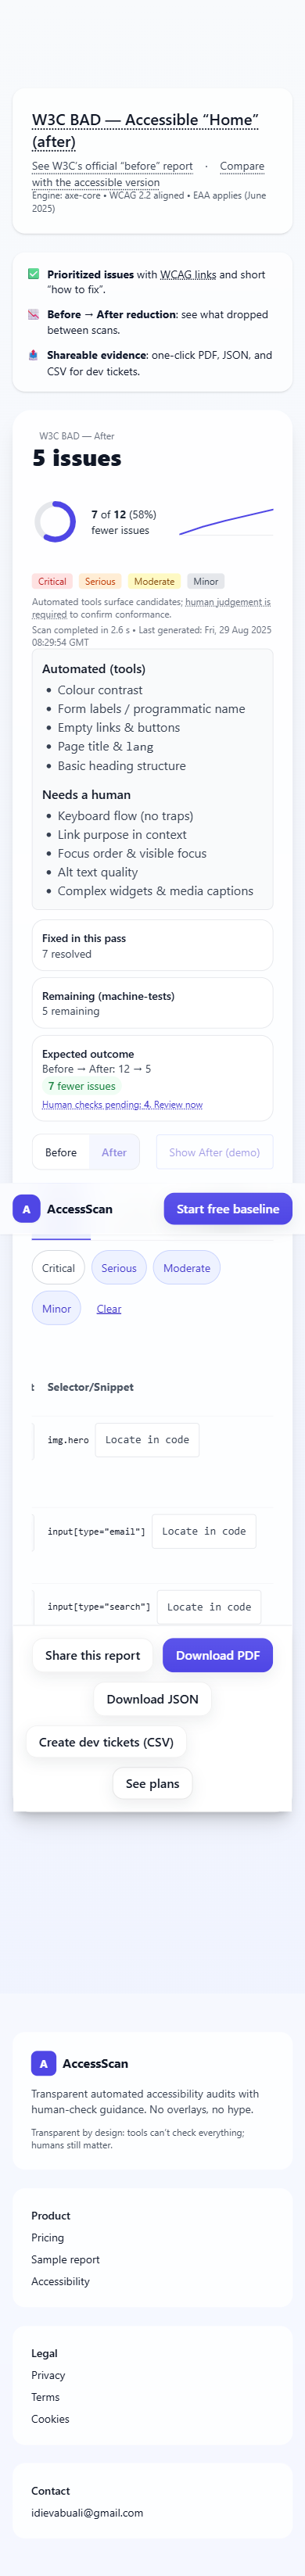 W3C BAD — Accessible “Home”
(after)
See W3C’s official “before” report · Compare
with the accessible version
Engine: axe-core • WCAG 2.2 aligned • EAA applies (June
2025)
Prioritized issues with WCAG links and short
“how to fix”.
Before → After reduction: see what dropped
between scans.
Shareable evidence: one-click PDF, JSON, and
CSV for dev tickets.
W3C BAD — After
5 issues
7 of 12 (58%)
fewer issues
Critical Serious Moderate Minor
Automated tools surface candidates; human judgement is
required to confirm conformance.
Scan completed in 2.6 s • Last generated: Fri, 29 Aug 2025
08:29:54 GMT
Automated (tools)
• Colour contrast
• Form labels / programmatic name
• Empty links & buttons
• Page title & lang
• Basic heading structure
Needs a human
• Keyboard flow (no traps)
• Link purpose in context
• Focus order & visible focus
• Alt text quality
• Complex widgets & media captions
Fixed in this pass
7 resolved
Remaining (machine-tests)
5 remaining
Expected outcome
Before → After: 12 → 5
7 fewer issues
Human checks pending: 4. Review now
Before After Show After (demo)
A AccessScan Start free baseline
Critical Serious Moderate
Minor Clear
t Selector/Snippet
img.hero Locate in code
input[type="email"] Locate in code
input[type="search"] Locate in code
Share this report Download PDF
Download JSON
Create dev tickets (CSV)
See plans
A AccessScan
Transparent automated accessibility audits with
human-check guidance. No overlays, no hype.
Transparent by design: tools can’t check everything;
humans still matter.
Product
Pricing
Sample report
Accessibility
Legal
Privacy
Terms
Cookies
Contact
idievabuali@gmail.com